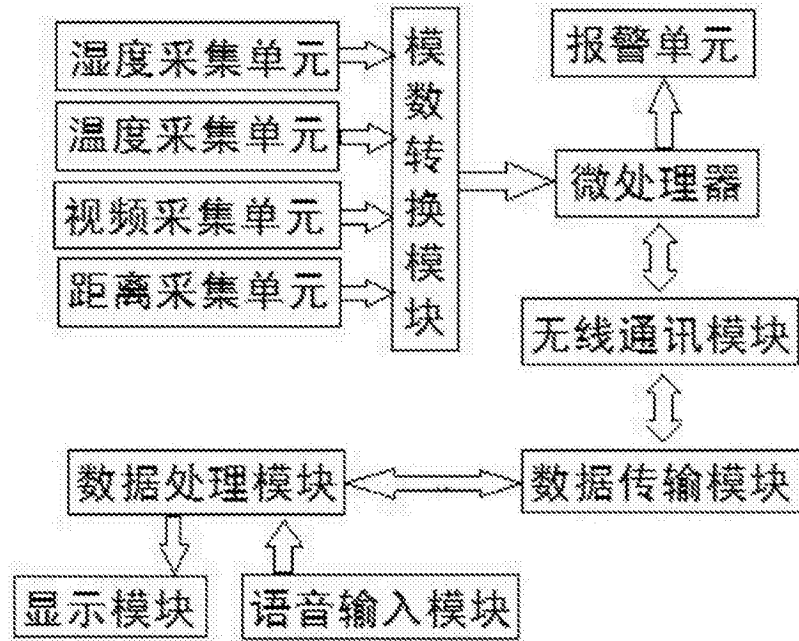 湿度采集单元
温度采集单元
视频采集单元
距离采集单元
模数转换模块
报警单元
微处理器
无线通讯模块
数据传输模块
数据处理模块
显示模块
语音输入模块